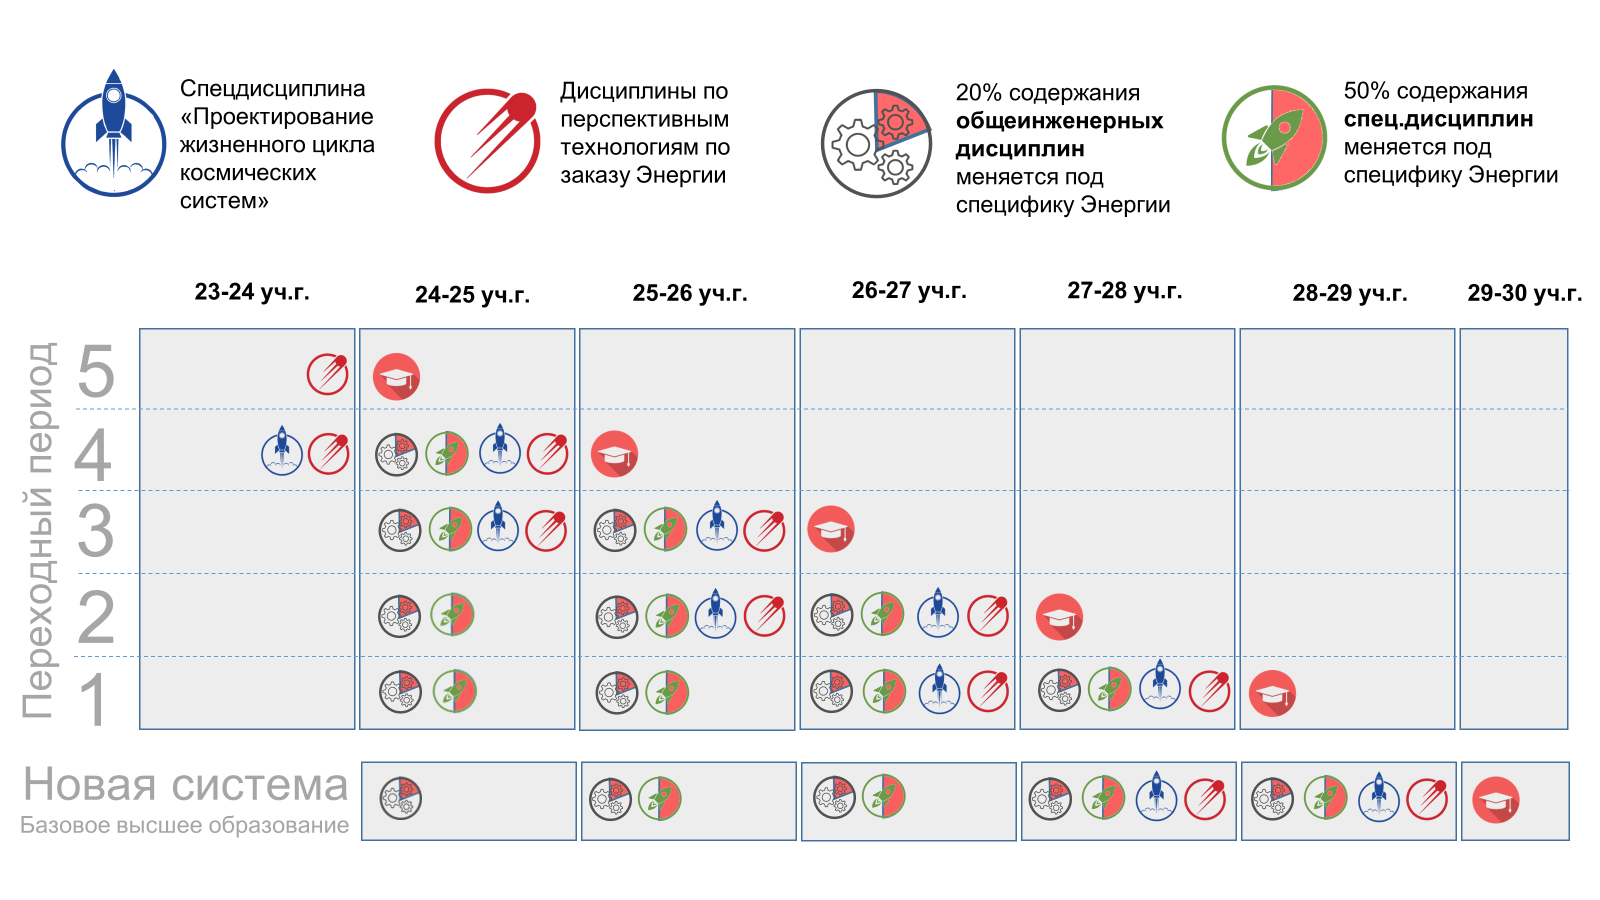 Спецдисциплина
«Проектирование
жизненного цикла
космических
систем»
Дисциплины по
перспективным
технологиям по
заказу Энергии
20% содержания
общеинженерных
дисциплин
меняется под
специфику Энергии
50% содержания
спец.дисциплин
меняется под
специфику Энергии
23-24 уч.г.
24-25 уч.г.
25-26 уч.г.
26-27 уч.г.
27-28 уч.г.
28-29 уч.г.
29-30 уч.г.
Переходный период
5
4
3
2
1
Новая система
Базовое высшее образование